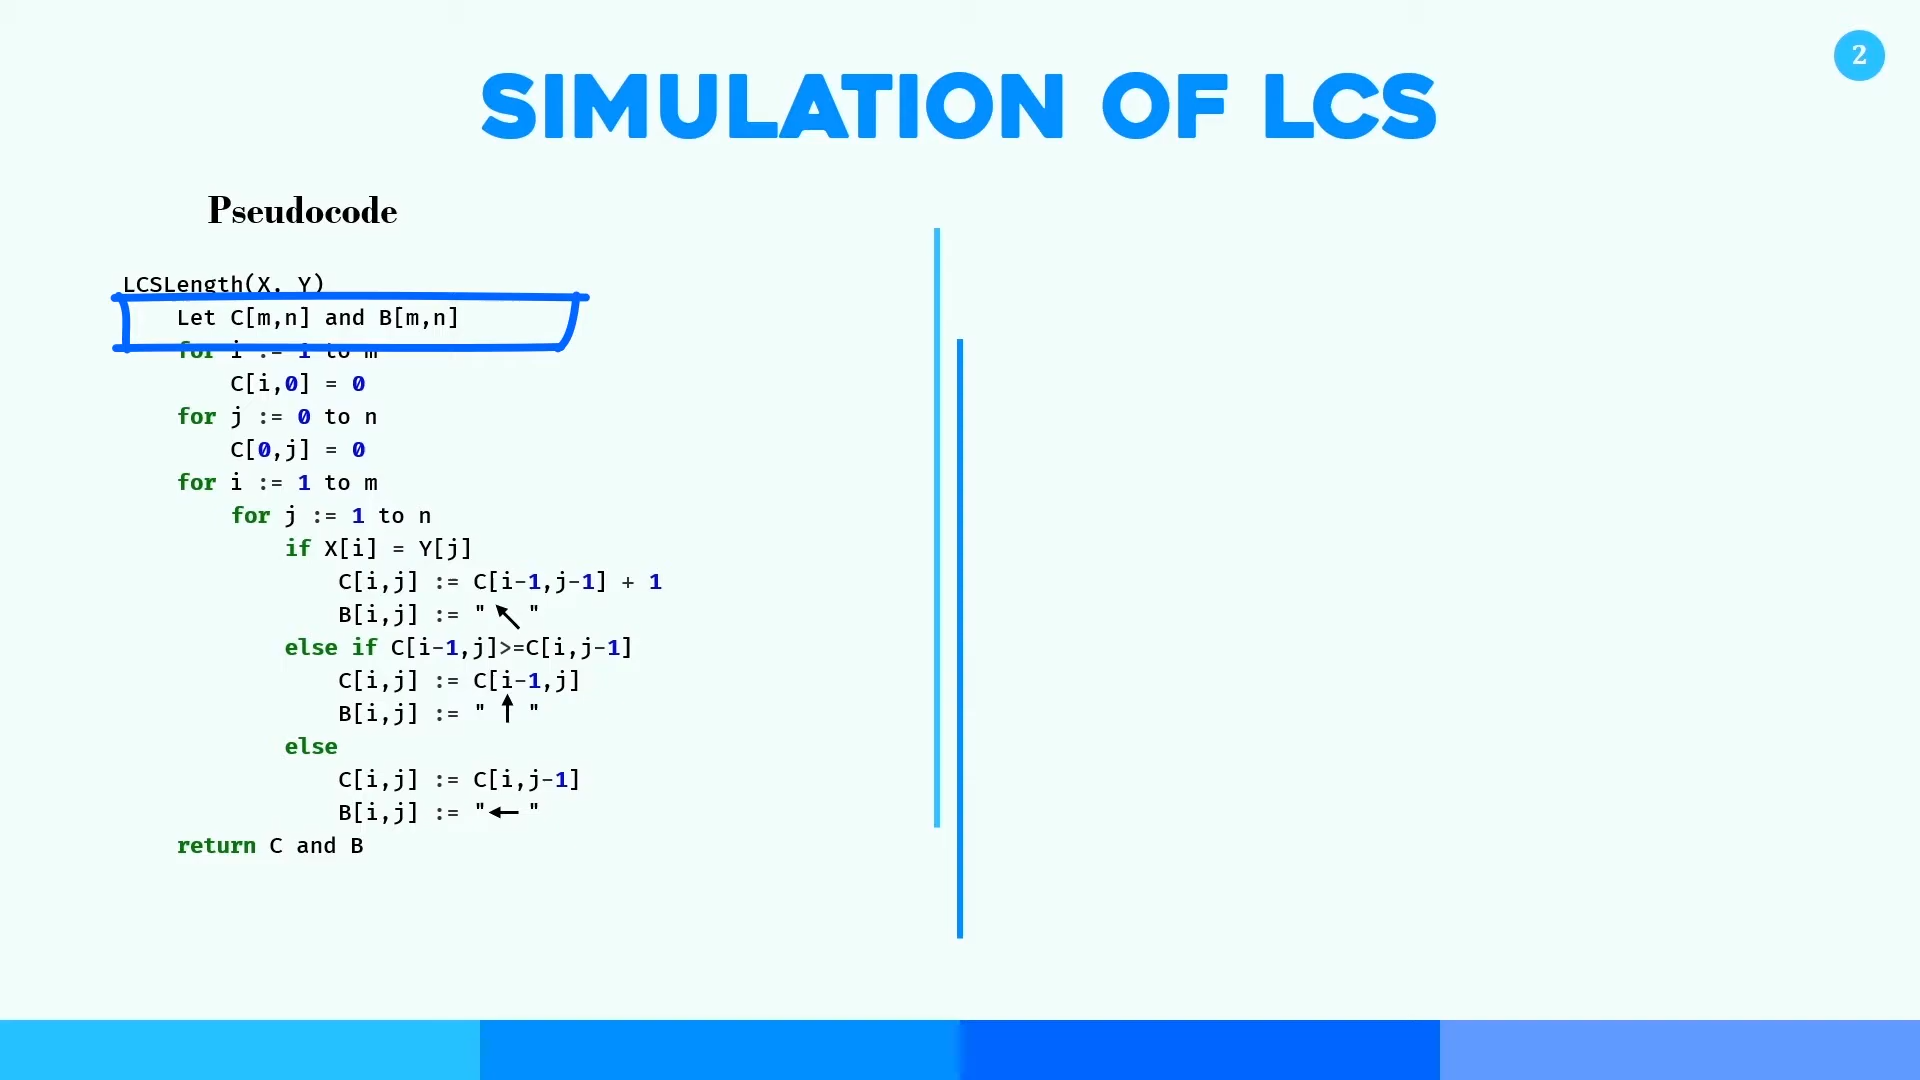 2
SIMULATION OF LCS
Pseudocode
LCSLength(X, Y)
    Let C[m,n] and B[m,n]
    for i := 1 to m
        C[i,0] = 0
    for j := 0 to n
        C[0,j] = 0
    for i := 1 to m
        for j := 1 to n
            if X[i] = Y[j]
                C[i,j] := C[i-1,j-1] + 1
                B[i,j] := "↖"
            else if C[i-1,j]>=C[i,j-1]
                C[i,j] := C[i-1,j]
                B[i,j] := "↑"
            else
                C[i,j] := C[i,j-1]
                B[i,j] := "←"
    return C and B